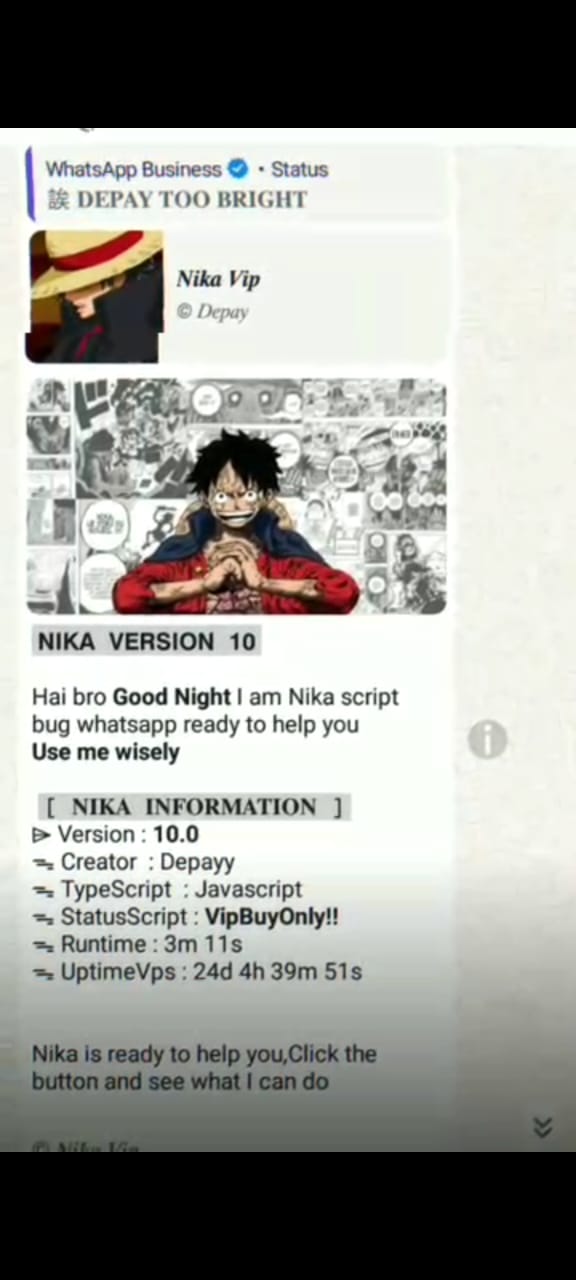 WhatsApp Business • Status
誒 DEPAY TOO BRIGHT
Nika Vip
© Depay
NIKA VERSION 10
Hai bro Good Night I am Nika script
bug whatsapp ready to help you
Use me wisely
[ NIKA INFORMATION ]
⩥ Version : 10.0
Creator : Depayy
TypeScript : Javascript
StatusScript : VipBuyOnly!!
Runtime : 3m 11s
UptimeVps : 24d 4h 39m 51s
Nika is ready to help you,Click the
button and see what I can do
© Nika Vip